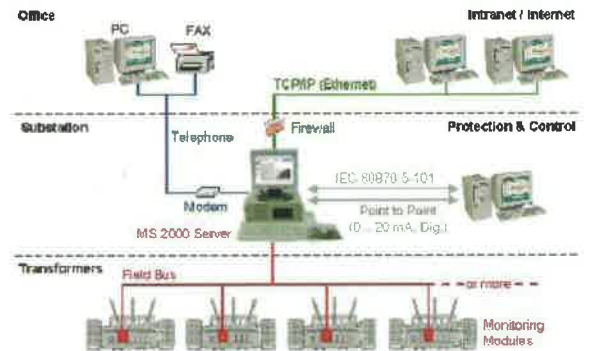 Office
Intranet / Internet
PC
FAX
TCP/IP (Ethernet)
Substation
Telephone
Firewall
Protection & Control
IEC 60870-5-101
Modem
Point to Point
(0... 20 mA, Dig.)
MS 2000 Server
Transformers
Field Bus
or more
Monitoring
Modules